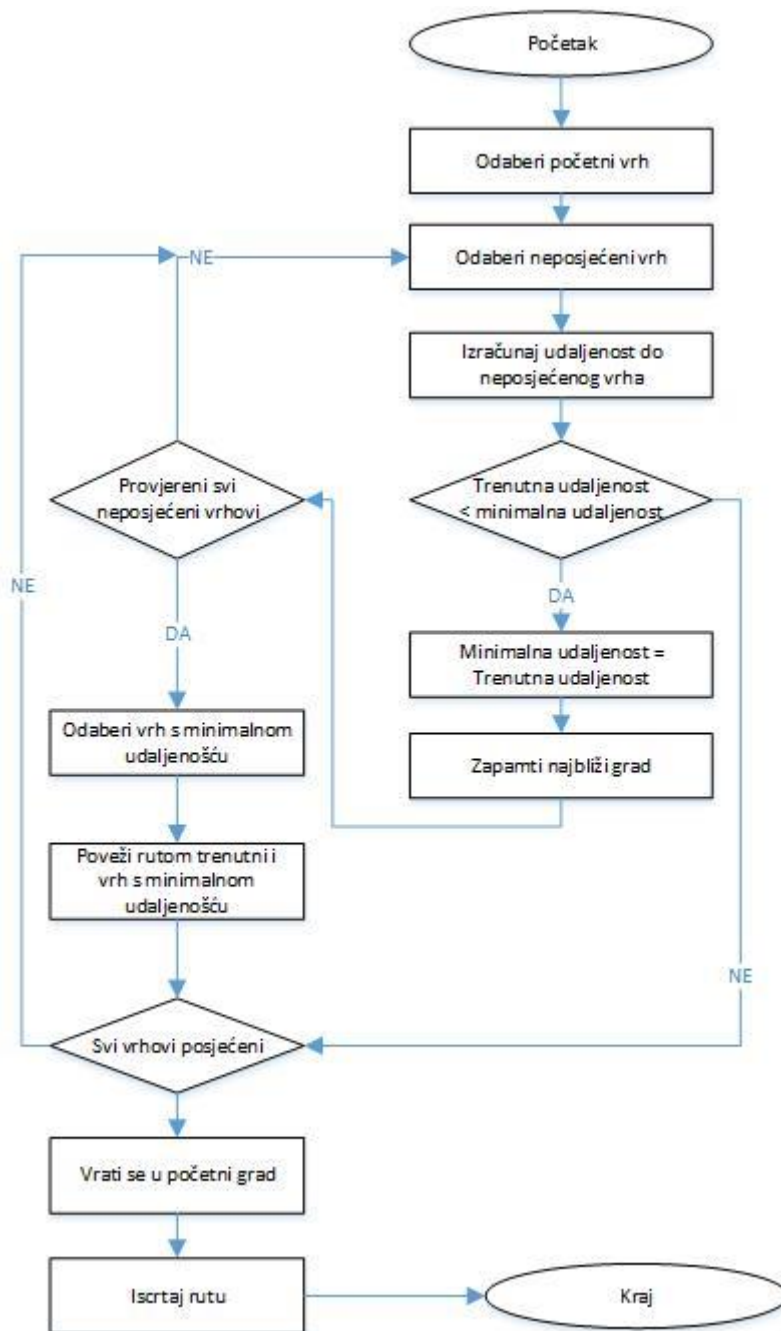 Početak
Odaberi početni vrh
NE
Odaberi neposjećeni vrh
Izračunaj udaljenost do
neposjećenog vrha
Provjereni svi
neposjećeni vrhovi
Trenutna udaljenost
< minimalna udaljenost
NE
DA
DA
Minimalna udaljenost =
Trenutna udaljenost
Odaberi vrh s minimalnom
udaljenošću
Zapamti najbliži grad
Poveži rutom trenutni i
vrh s minimalnom
udaljenošću
NE
Svi vrhovi posjećeni
Vrati se u početni grad
Iscrtaj rutu
Kraj